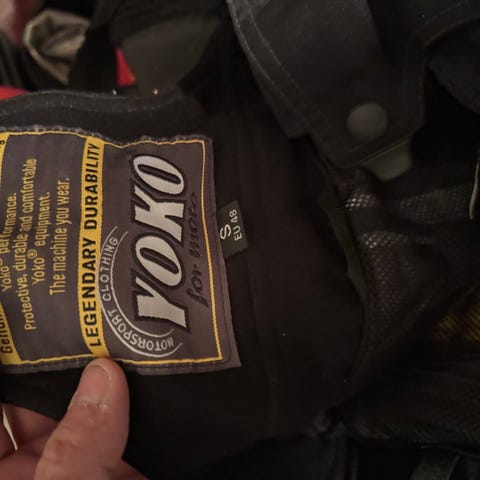 Yoko® performance.
Protective, durable and comfortable
Yoko® equipment.
The machine you wear.
LEGENDARY DURABILITY
MOTORSPORT CLOTHING
YOKO
for moto
S
EU 48